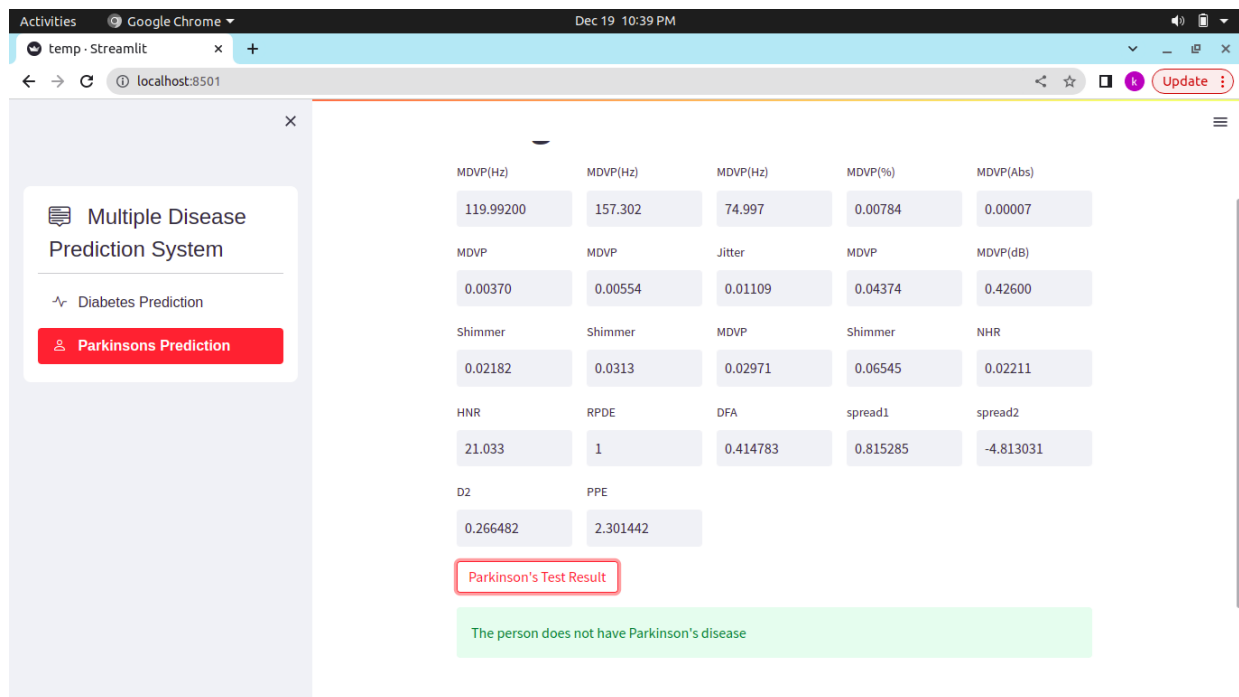 Activities Google Chrome Dec 19 10:39 PM
temp · Streamlit
localhost:8501
k Update
Multiple Disease
Prediction System
Diabetes Prediction
Parkinsons Prediction
MDVP(Hz) MDVP(Hz) MDVP(Hz) MDVP(%) MDVP(Abs)
119.99200 157.302 74.997 0.00784 0.00007
MDVP MDVP Jitter MDVP MDVP(dB)
0.00370 0.00554 0.01109 0.04374 0.42600
Shimmer Shimmer MDVP Shimmer NHR
0.02182 0.0313 0.02971 0.06545 0.02211
HNR RPDE DFA spread1 spread2
21.033 1 0.414783 0.815285 -4.813031
D2 PPE
0.266482 2.301442
Parkinson's Test Result
The person does not have Parkinson's disease